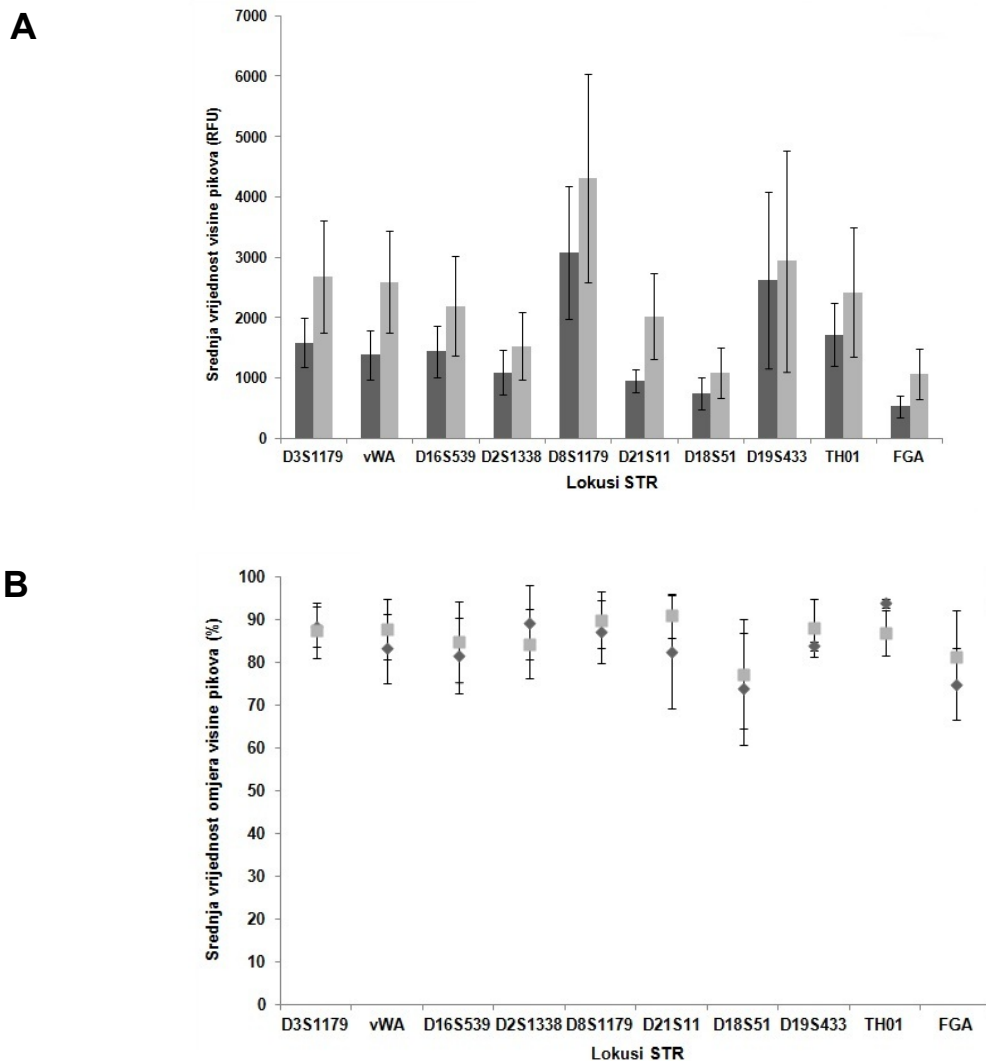 A
Srednja vrijednost visine pikova (RFU)
7000
6000
5000
4000
3000
2000
1000
0
D3S1179 vWA D16S539 D2S1338 D8S1179 D21S11 D18S51 D19S433 TH01 FGA
Lokusi STR
B
Srednja vrijednost omjera visine pikova (%)
100
90
80
70
60
50
40
30
20
10
0
D3S1179 vWA D16S539 D2S1338 D8S1179 D21S11 D18S51 D19S433 TH01 FGA
Lokusi STR